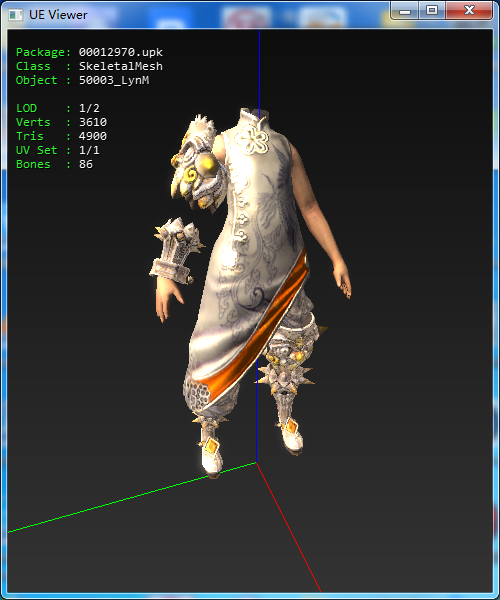 UE Viewer
Package: 00012970.upk
Class : SkeletalMesh
Object : 50003_LynM
LOD : 1/2
Verts : 3610
Tris : 4900
UV Set : 1/1
Bones : 86